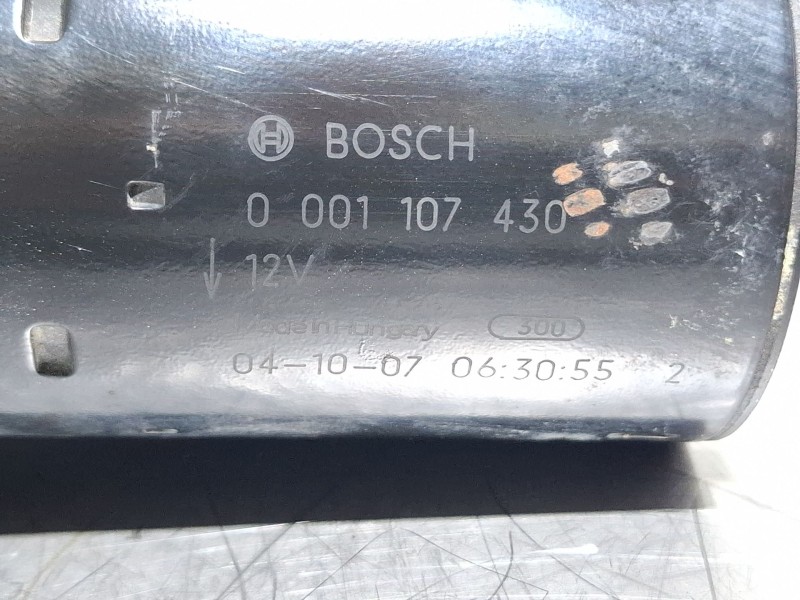 BOSCH
0 001 107 430
12V
Made in Hungary 300
04-10-07 06:30:55 2